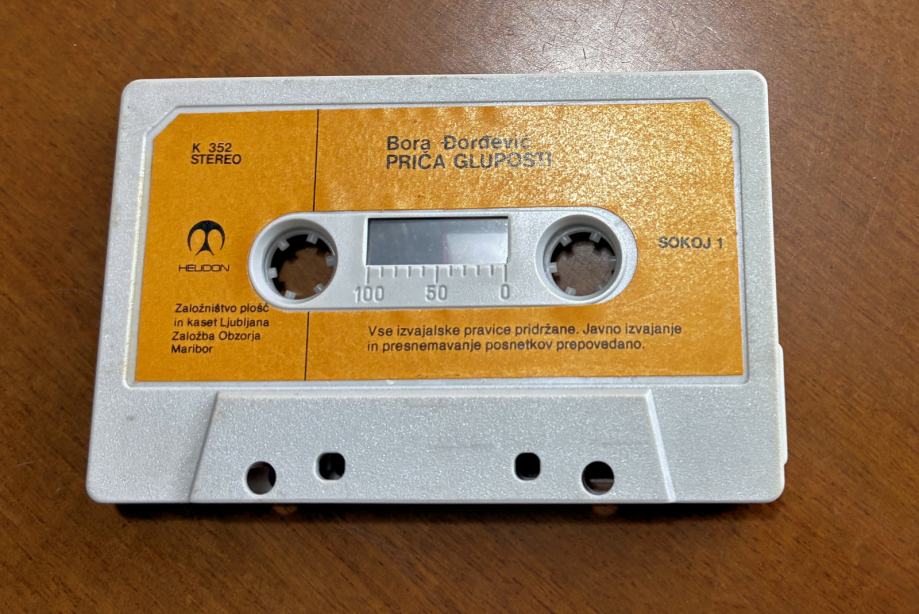 K 352
STEREO
Bora Đorđević
PRIČA GLUPOSTI
HELIDON
SOKOJ 1
100 50 0
Založništvo plošč
in kaset Ljubljana
Založba Obzorja
Maribor
Vse izvajalske pravice pridržane. Javno izvajanje
in presnemavanje posnetkov prepovedano.